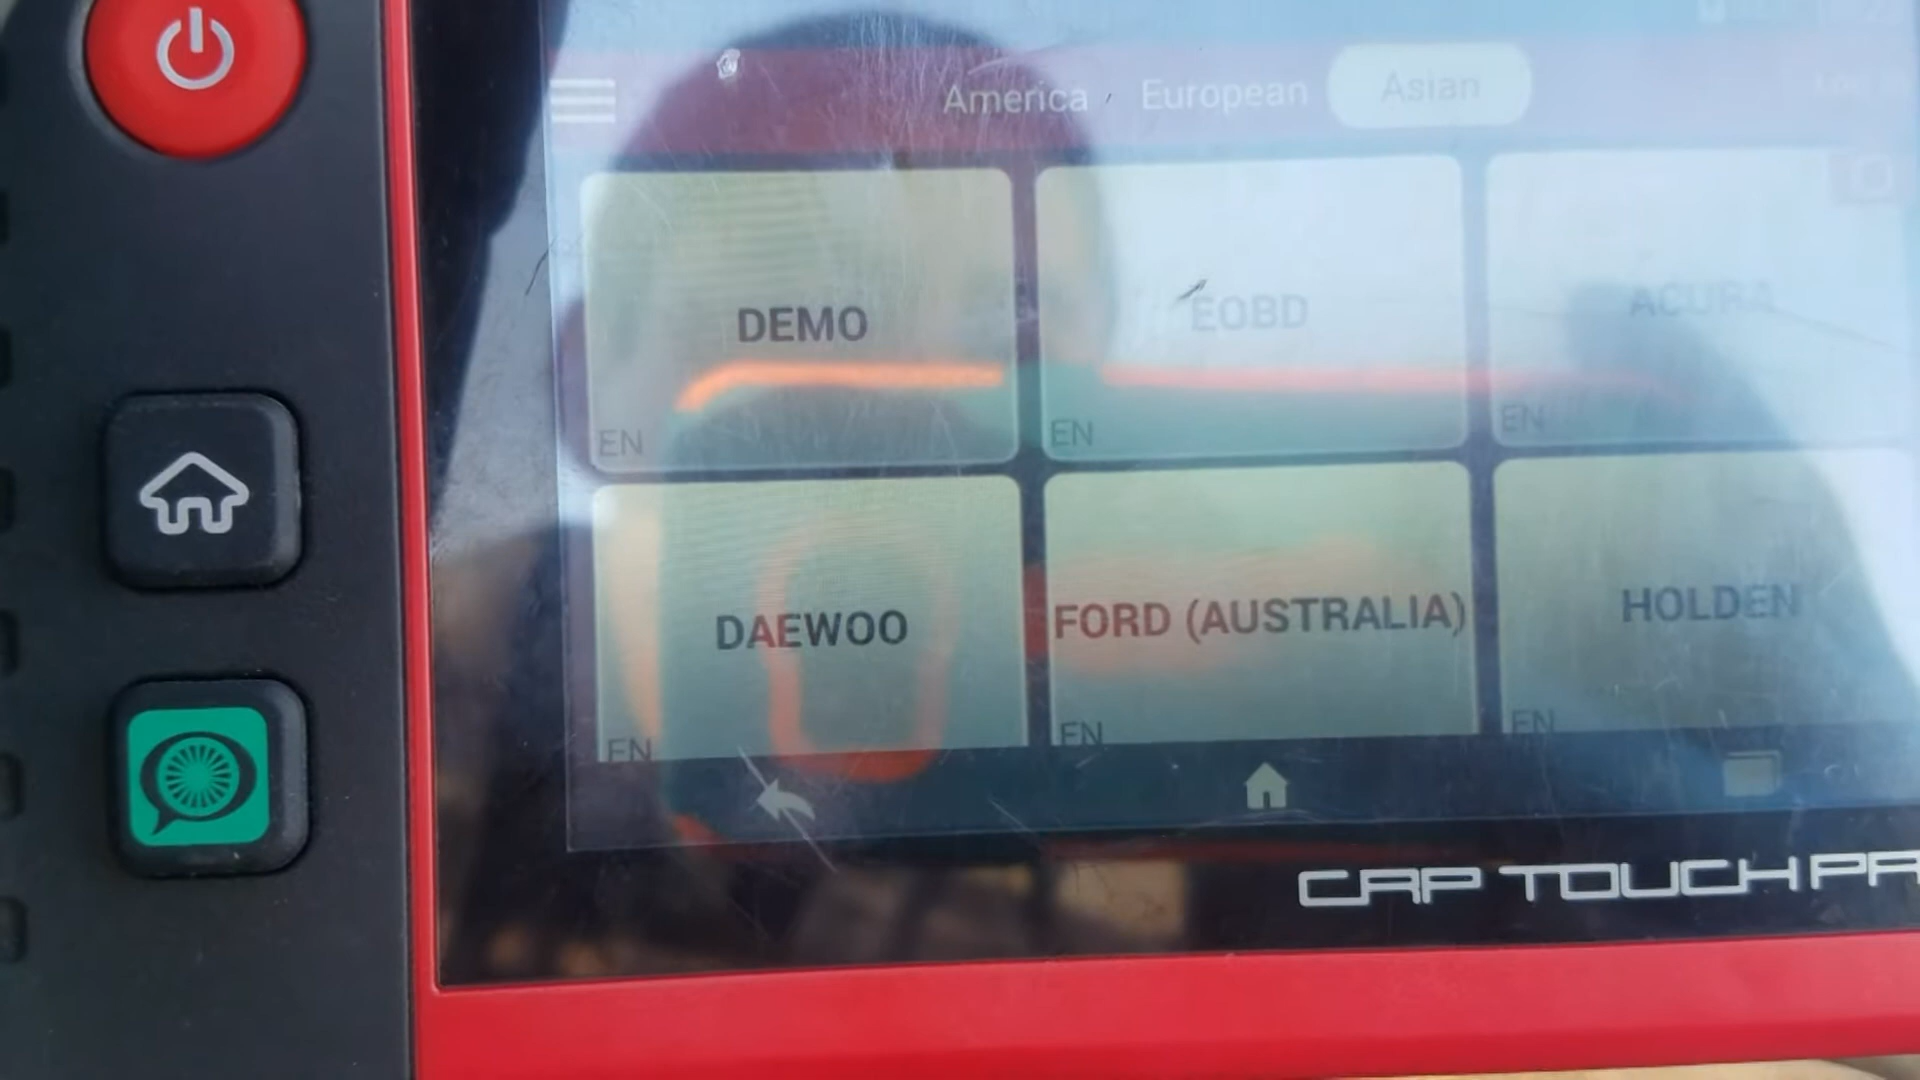 America European Asian
DEMO EOBD ACURA
EN EN EN
DAEWOO FORD (AUSTRALIA) HOLDEN
EN EN EN
CRP TOUCH PR